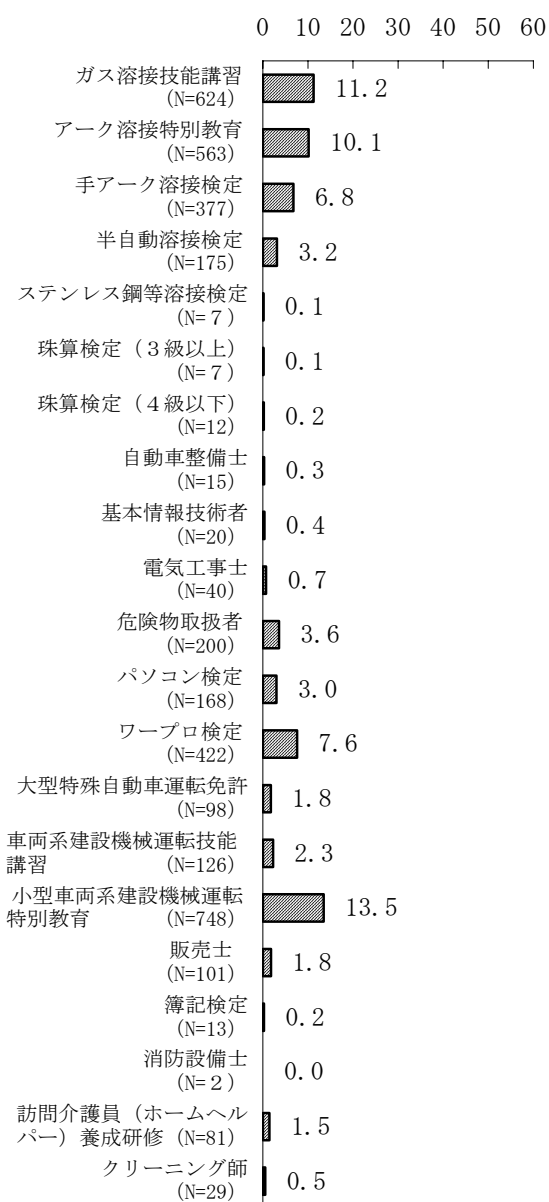 0 10 20 30 40 50 60
ガス溶接技能講習
(N=624)
11.2
アーク溶接特別教育
(N=563)
10.1
手アーク溶接検定
(N=377)
6.8
半自動溶接検定
(N=175)
3.2
ステンレス鋼等溶接検定
(N=７)
0.1
珠算検定（３級以上）
(N=７)
0.1
珠算検定（４級以下）
(N=12)
0.2
自動車整備士
(N=15)
0.3
基本情報技術者
(N=20)
0.4
電気工事士
(N=40)
0.7
危険物取扱者
(N=200)
3.6
パソコン検定
(N=168)
3.0
ワープロ検定
(N=422)
7.6
大型特殊自動車運転免許
(N=98)
1.8
車両系建設機械運転技能
講習 (N=126)
2.3
小型車両系建設機械運転
特別教育 (N=748)
13.5
販売士
(N=101)
1.8
簿記検定
(N=13)
0.2
消防設備士
(N=２)
0.0
訪問介護員（ホームヘル
パー）養成研修 (N=81)
1.5
クリーニング師
(N=29)
0.5